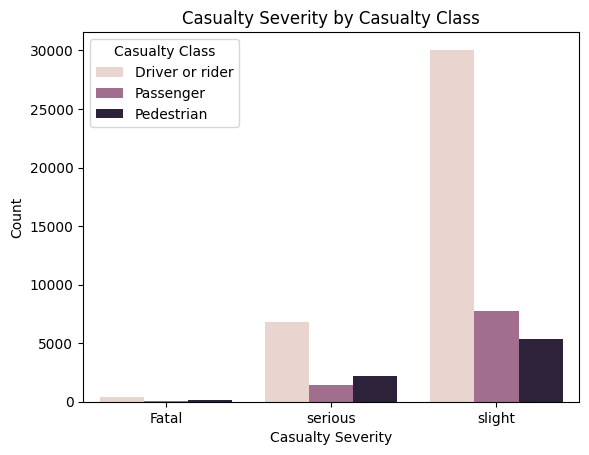 Casualty Severity by Casualty Class
Casualty Class
Driver or rider
Passenger
Pedestrian
30000
25000
20000
15000
10000
5000
0
Count
Fatal
serious
slight
Casualty Severity